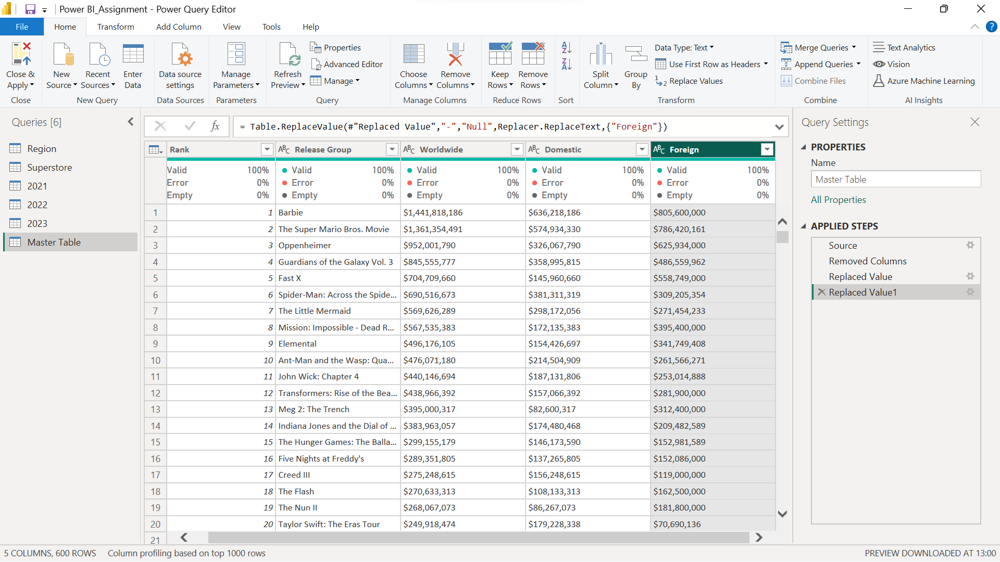 Power BI_Assignment - Power Query Editor
File Home Transform Add Column View Tools Help
Close & Apply
Close
New Source
Recent Sources
Enter Data
New Query
Data source settings
Data Sources
Manage Parameters
Parameters
Refresh Preview
Properties
Advanced Editor
Manage
Query
Choose Columns
Remove Columns
Manage Columns
Keep Rows
Remove Rows
Reduce Rows
Sort
Split Column
Group By
Data Type: Text
Use First Row as Headers
Replace Values
Transform
Merge Queries
Append Queries
Combine Files
Combine
Text Analytics
Vision
Azure Machine Learning
AI Insights
Queries [6]
Region
Superstore
2021
2022
2023
Master Table
fx = Table.ReplaceValue(#"Replaced Value","-","Null",Replacer.ReplaceText,{"Foreign"})
Rank ABC Release Group ABC Worldwide ABC Domestic ABC Foreign
Valid 100% Valid 100% Valid 100% Valid 100% Valid 100%
Error 0% Error 0% Error 0% Error 0% Error 0%
Empty 0% Empty 0% Empty 0% Empty 0% Empty 0%
1 1 Barbie $1,441,818,186 $636,218,186 $805,600,000
2 2 The Super Mario Bros. Movie $1,361,354,491 $574,934,330 $786,420,161
3 3 Oppenheimer $952,001,790 $326,067,790 $625,934,000
4 4 Guardians of the Galaxy Vol. 3 $845,555,777 $358,995,815 $486,559,962
5 5 Fast X $704,709,660 $145,960,660 $558,749,000
6 6 Spider-Man: Across the Spide... $690,516,673 $381,311,319 $309,205,354
7 7 The Little Mermaid $569,626,289 $298,172,056 $271,454,233
8 8 Mission: Impossible - Dead R... $567,535,383 $172,135,383 $395,400,000
9 9 Elemental $496,176,105 $154,426,697 $341,749,408
10 10 Ant-Man and the Wasp: Qua... $476,071,180 $214,504,909 $261,566,271
11 11 John Wick: Chapter 4 $440,146,694 $187,131,806 $253,014,888
12 12 Transformers: Rise of the Bea... $438,966,392 $157,066,392 $281,900,000
13 13 Meg 2: The Trench $395,000,317 $82,600,317 $312,400,000
14 14 Indiana Jones and the Dial of ... $383,963,057 $174,480,468 $209,482,589
15 15 The Hunger Games: The Balla... $299,155,179 $146,173,590 $152,981,589
16 16 Five Nights at Freddy's $289,351,805 $137,265,805 $152,086,000
17 17 Creed III $275,248,615 $156,248,615 $119,000,000
18 18 The Flash $270,633,313 $108,133,313 $162,500,000
19 19 The Nun II $268,067,073 $86,267,073 $181,800,000
20 20 Taylor Swift: The Eras Tour $249,918,474 $179,228,338 $70,690,136
21
Query Settings
PROPERTIES
Name
Master Table
All Properties
APPLIED STEPS
Source
Removed Columns
Replaced Value
Replaced Value1
5 COLUMNS, 600 ROWS Column profiling based on top 1000 rows
PREVIEW DOWNLOADED AT 13:00